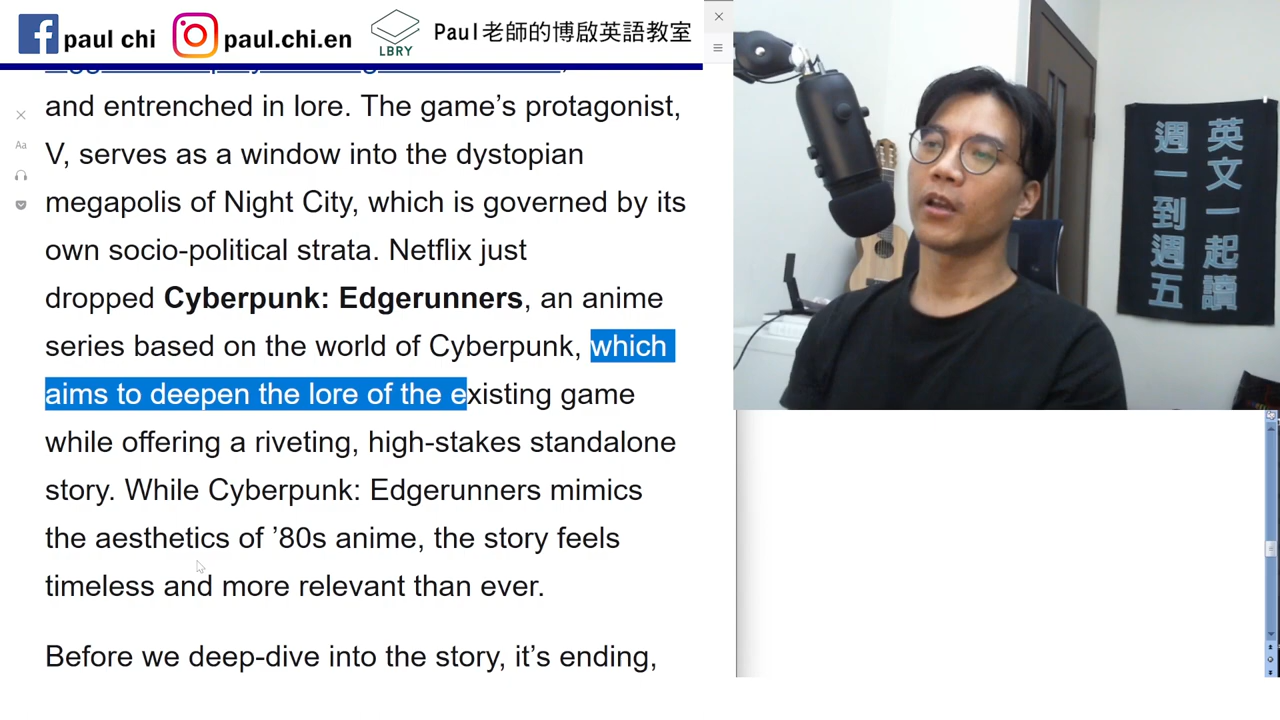 paul chi
paul.chi.en
LBRY
Paul老師的博啟英語教室
and entrenched in lore. The game’s protagonist,
V, serves as a window into the dystopian
megapolis of Night City, which is governed by its
own socio-political strata. Netflix just
dropped Cyberpunk: Edgerunners, an anime
series based on the world of Cyberpunk, which
aims to deepen the lore of the existing game
while offering a riveting, high-stakes standalone
story. While Cyberpunk: Edgerunners mimics
the aesthetics of ’80s anime, the story feels
timeless and more relevant than ever.
Before we deep-dive into the story, it’s ending,
Aa
英文一起讀
週一到週五